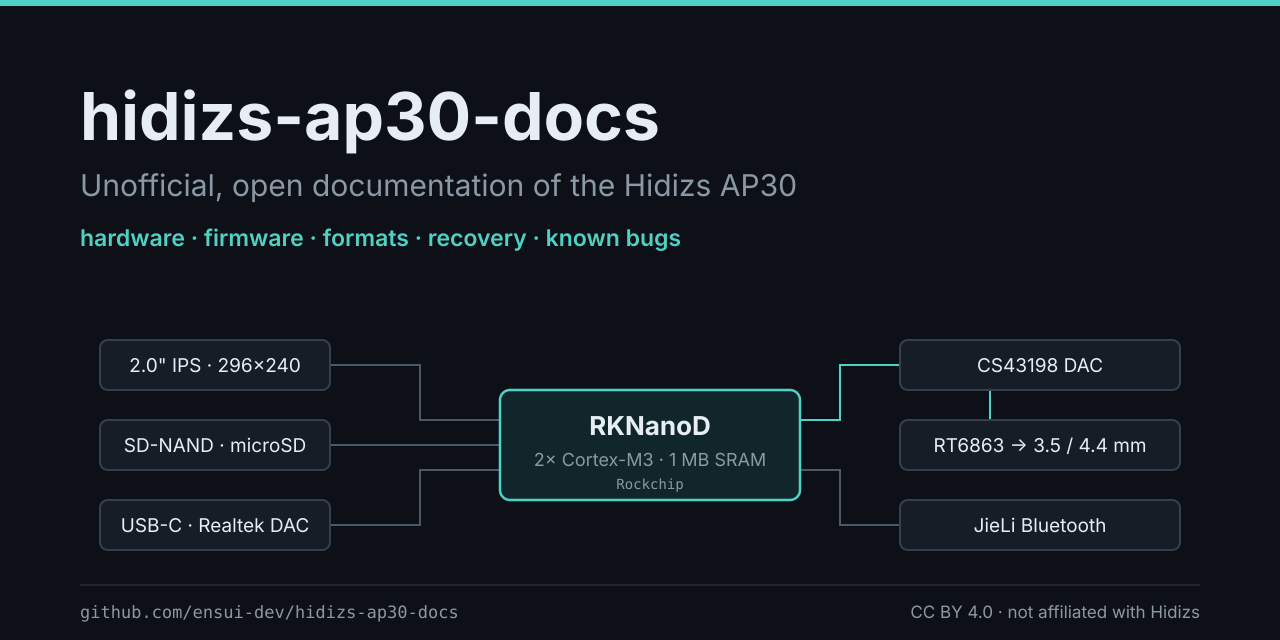 hidizs-ap30-docs
Unofficial, open documentation of the Hidizs AP30
hardware · firmware · formats · recovery · known bugs
2.0" IPS · 296×240
SD-NAND · microSD
USB-C · Realtek DAC
RKNanoD
2× Cortex-M3 · 1 MB SRAM
Rockchip
CS43198 DAC
RT6863 → 3.5 / 4.4 mm
JieLi Bluetooth
github.com/ensui-dev/hidizs-ap30-docs
CC BY 4.0 · not affiliated with Hidizs